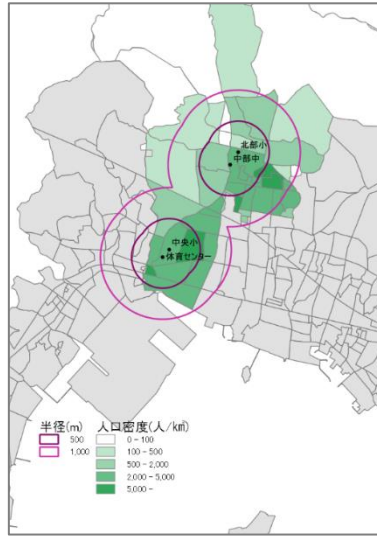 北部小
中部中
中央小
体育センター
半径(m)
500
1,000
人口密度(人/k㎡)
0 - 100
100 - 500
500 - 2,000
2,000 - 5,000
5,000 -